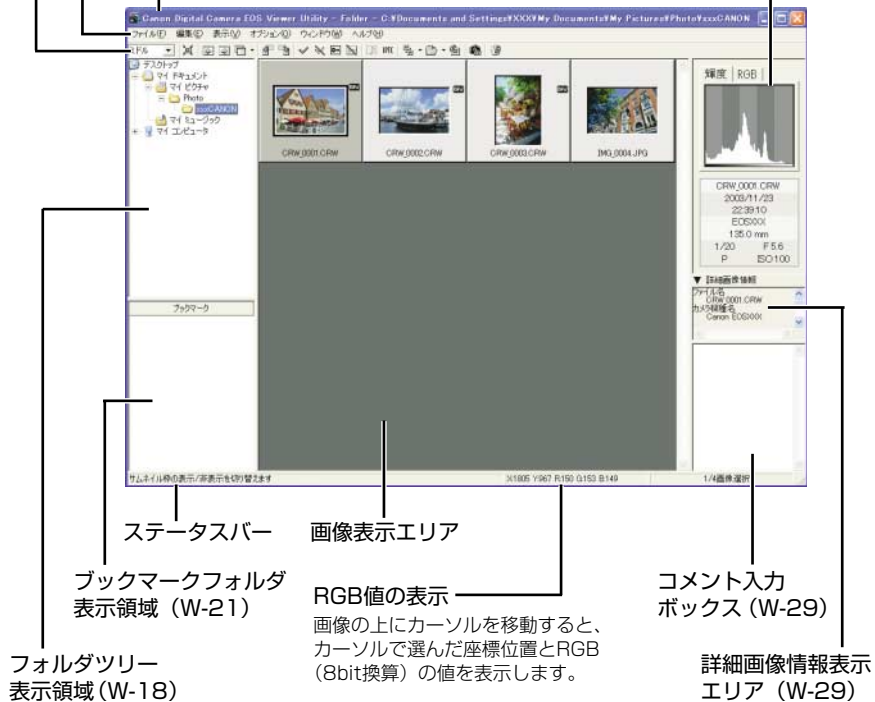 Canon Digital Camera EOS Viewer Utility - Folder - C:¥Documents and Settings¥XXX¥My Documents¥My Pictures¥Photo¥xxxCANON
ファイル(F) 編集(E) 表示(V) オプション(O) ウィンドウ(W) ヘルプ(H)
ミドル
デスクトップ
マイ ドキュメント
マイ ピクチャ
Photo
xxxCANON
マイ ミュージック
マイ コンピュータ
CRW_0001.CRW
CRW_0002.CRW
CRW_0003.CRW
IMG_0004.JPG
輝度 RGB
CRW_0001.CRW
2003/11/23
22:39:10
EOSXXX
135.0 mm
1/20 F5.6
P ISO100
▼ 詳細画像情報
ファイル名
CRW_0001.CRW
カメラ機種名
Canon EOSXXX
ブックマーク
サムネイル枠の表示/非表示を切り替えます
X:1805 Y:967 R:150 G:153 B:149
1/4画像選択
ステータスバー
画像表示エリア
ブックマークフォルダ
表示領域（W-21）
RGB値の表示
画像の上にカーソルを移動すると、
カーソルで選んだ座標位置とRGB
（8bit換算）の値を表示します。
コメント入力
ボックス（W-29）
フォルダツリー
表示領域（W-18）
詳細画像情報表示
エリア（W-29）